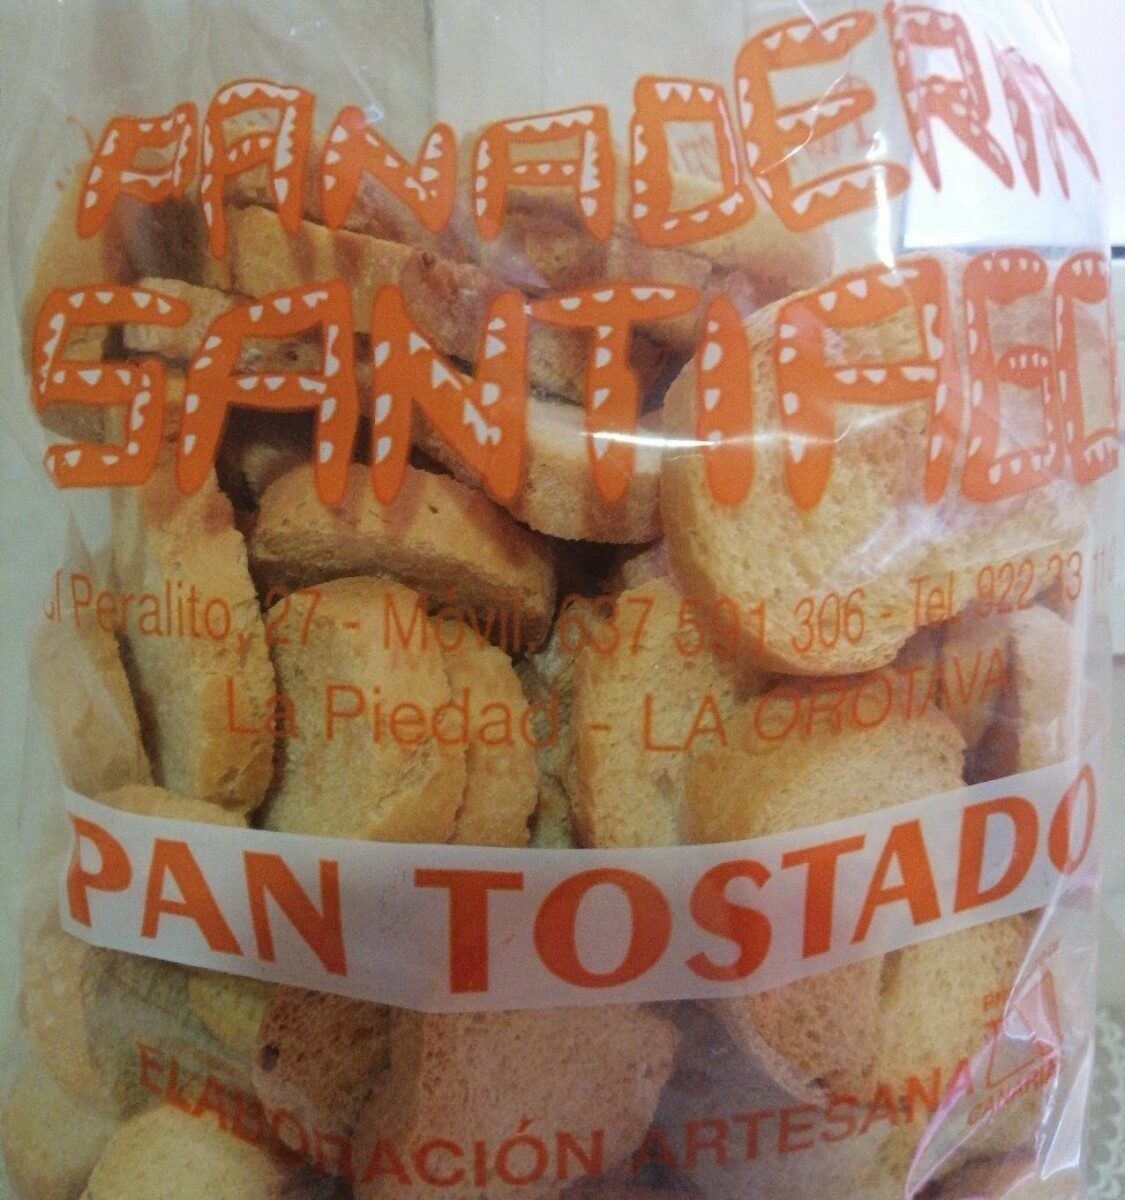 PANADERIA
SANTIAGO
Peralito, 27 - Móvil: 637 591 306 - Tel. 922 33
La Piedad - LA OROTAVA
PAN TOSTADO
ELABORACIÓN ARTESANA
CANARIAS